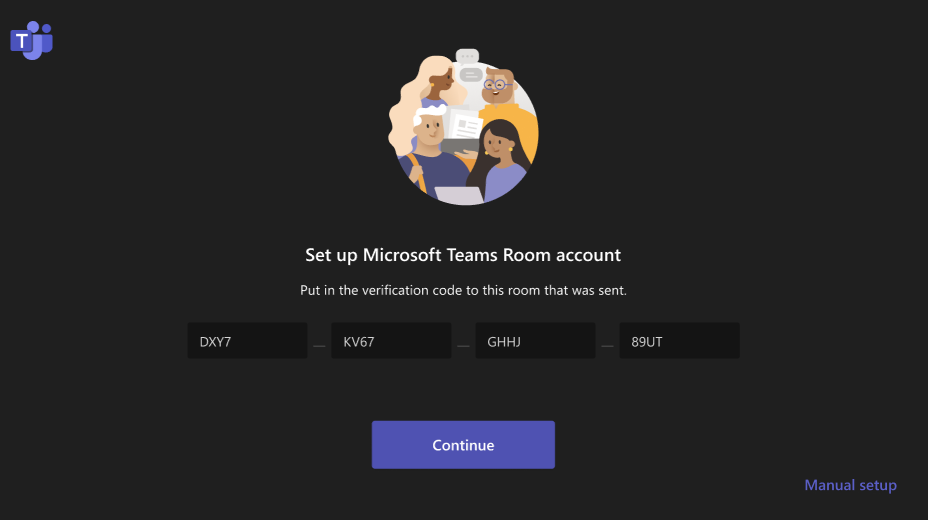 T
Set up Microsoft Teams Room account
Put in the verification code to this room that was sent.
DXY7 _ KV67 _ GHHJ _ 89UT
Continue
Manual setup